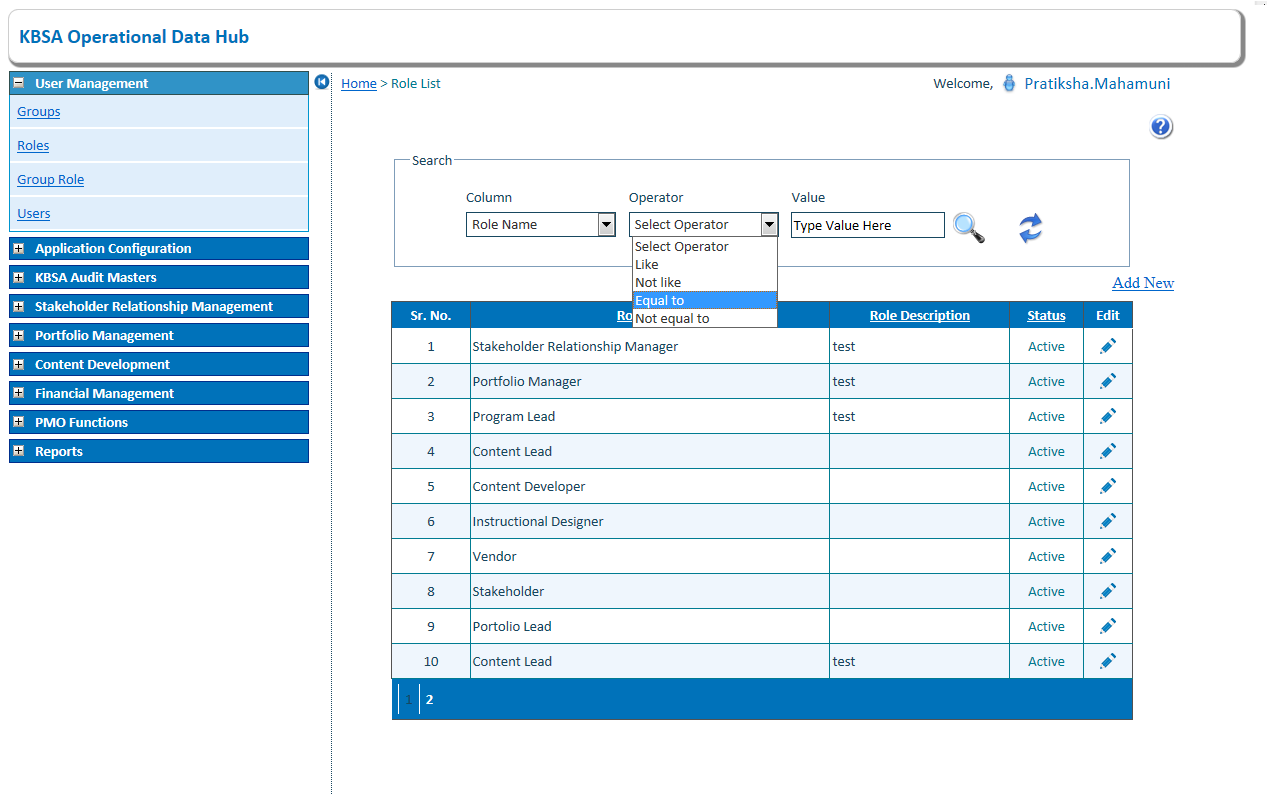 KBSA Operational Data Hub
User Management
Groups
Roles
Group Role
Users
Application Configuration
KBSA Audit Masters
Stakeholder Relationship Management
Portfolio Management
Content Development
Financial Management
PMO Functions
Reports
Home > Role List
Welcome, Pratiksha.Mahamuni
?
Search
Column Operator Value
Role Name Select Operator Type Value Here
Select Operator
Like
Not like
Equal to
Not equal to
Add New
Sr. No. Ro Role Description Status Edit
1 Stakeholder Relationship Manager test Active
2 Portfolio Manager test Active
3 Program Lead test Active
4 Content Lead Active
5 Content Developer Active
6 Instructional Designer Active
7 Vendor Active
8 Stakeholder Active
9 Portolio Lead Active
10 Content Lead test Active
1 2